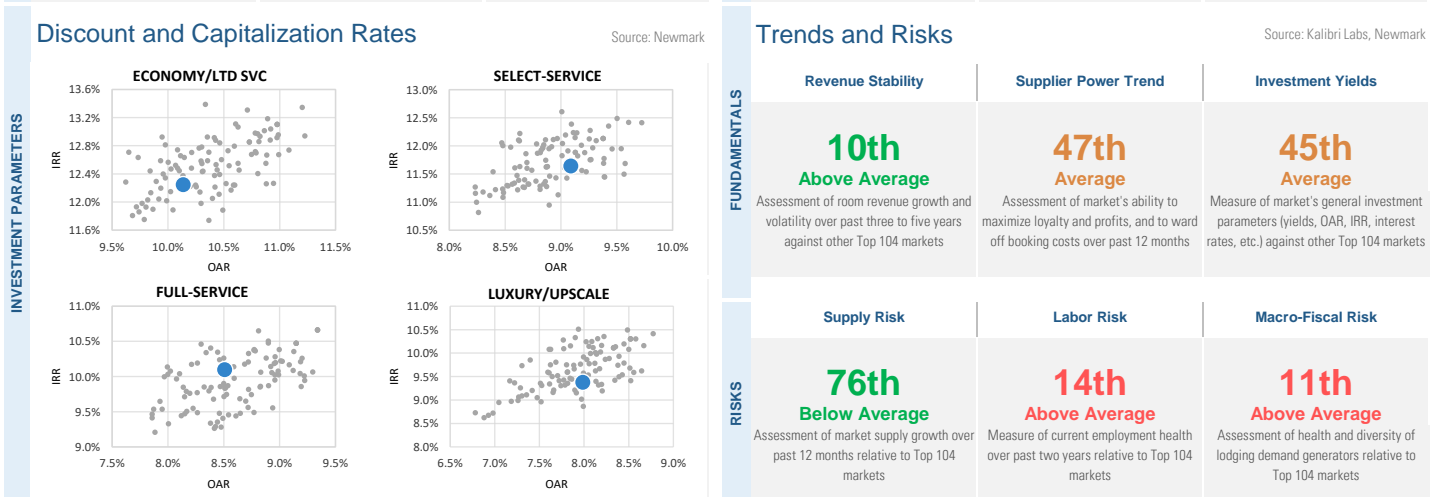 INVESTMENT PARAMETERS
Discount and Capitalization Rates
Source: Newmark
ECONOMY/LTD SVC
IRR
13.6%
13.2%
12.8%
12.4%
12.0%
11.6%
9.5% 10.0% 10.5% 11.0% 11.5%
OAR
SELECT-SERVICE
IRR
13.0%
12.5%
12.0%
11.5%
11.0%
10.5%
8.0% 8.5% 9.0% 9.5% 10.0%
OAR
FULL-SERVICE
IRR
11.0%
10.5%
10.0%
9.5%
9.0%
7.5% 8.0% 8.5% 9.0% 9.5%
OAR
LUXURY/UPSCALE
IRR
11.0%
10.5%
10.0%
9.5%
9.0%
8.5%
8.0%
6.5% 7.0% 7.5% 8.0% 8.5% 9.0%
OAR
Trends and Risks
Source: Kalibri Labs, Newmark
FUNDAMENTALS
Revenue Stability
10th
Above Average
Assessment of room revenue growth and
volatility over past three to five years
against other Top 104 markets
Supplier Power Trend
47th
Average
Assessment of market's ability to
maximize loyalty and profits, and to ward
off booking costs over past 12 months
Investment Yields
45th
Average
Measure of market's general investment
parameters (yields, OAR, IRR, interest
rates, etc.) against other Top 104 markets
RISKS
Supply Risk
76th
Below Average
Assessment of market supply growth over
past 12 months relative to Top 104
markets
Labor Risk
14th
Above Average
Measure of current employment health
over past two years relative to Top 104
markets
Macro-Fiscal Risk
11th
Above Average
Assessment of health and diversity of
lodging demand generators relative to
Top 104 markets